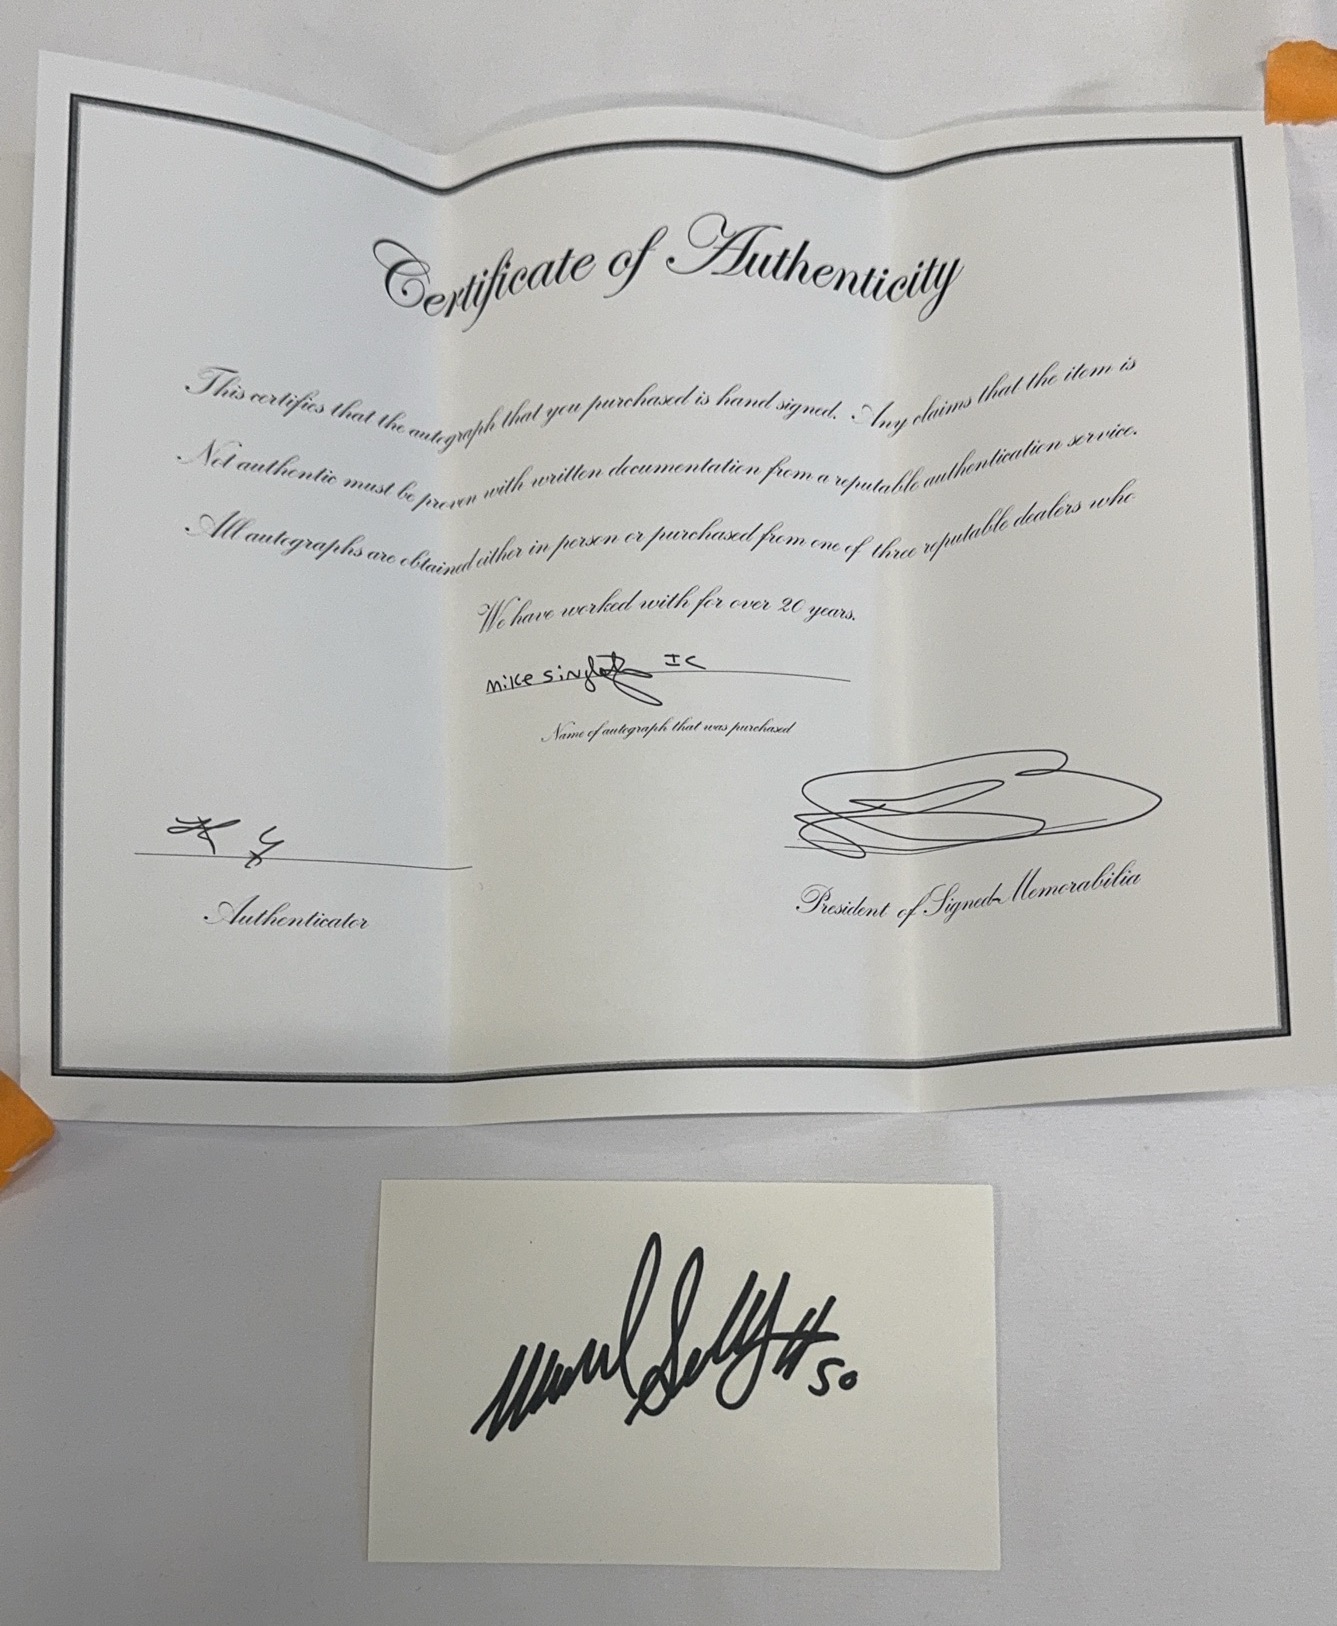 Certificate of Authenticity
This certifies that the autograph that you purchased is hand signed. Any claims that the item is
Not authentic must be proven with written documentation from a reputable authentication service.
All autographs are obtained either in person or purchased from one of three reputable dealers who
We have worked with for over 20 years.
Mike Singletary IC
Name of autograph that was purchased
Authenticator
President of Signed-Memorabilia
#50